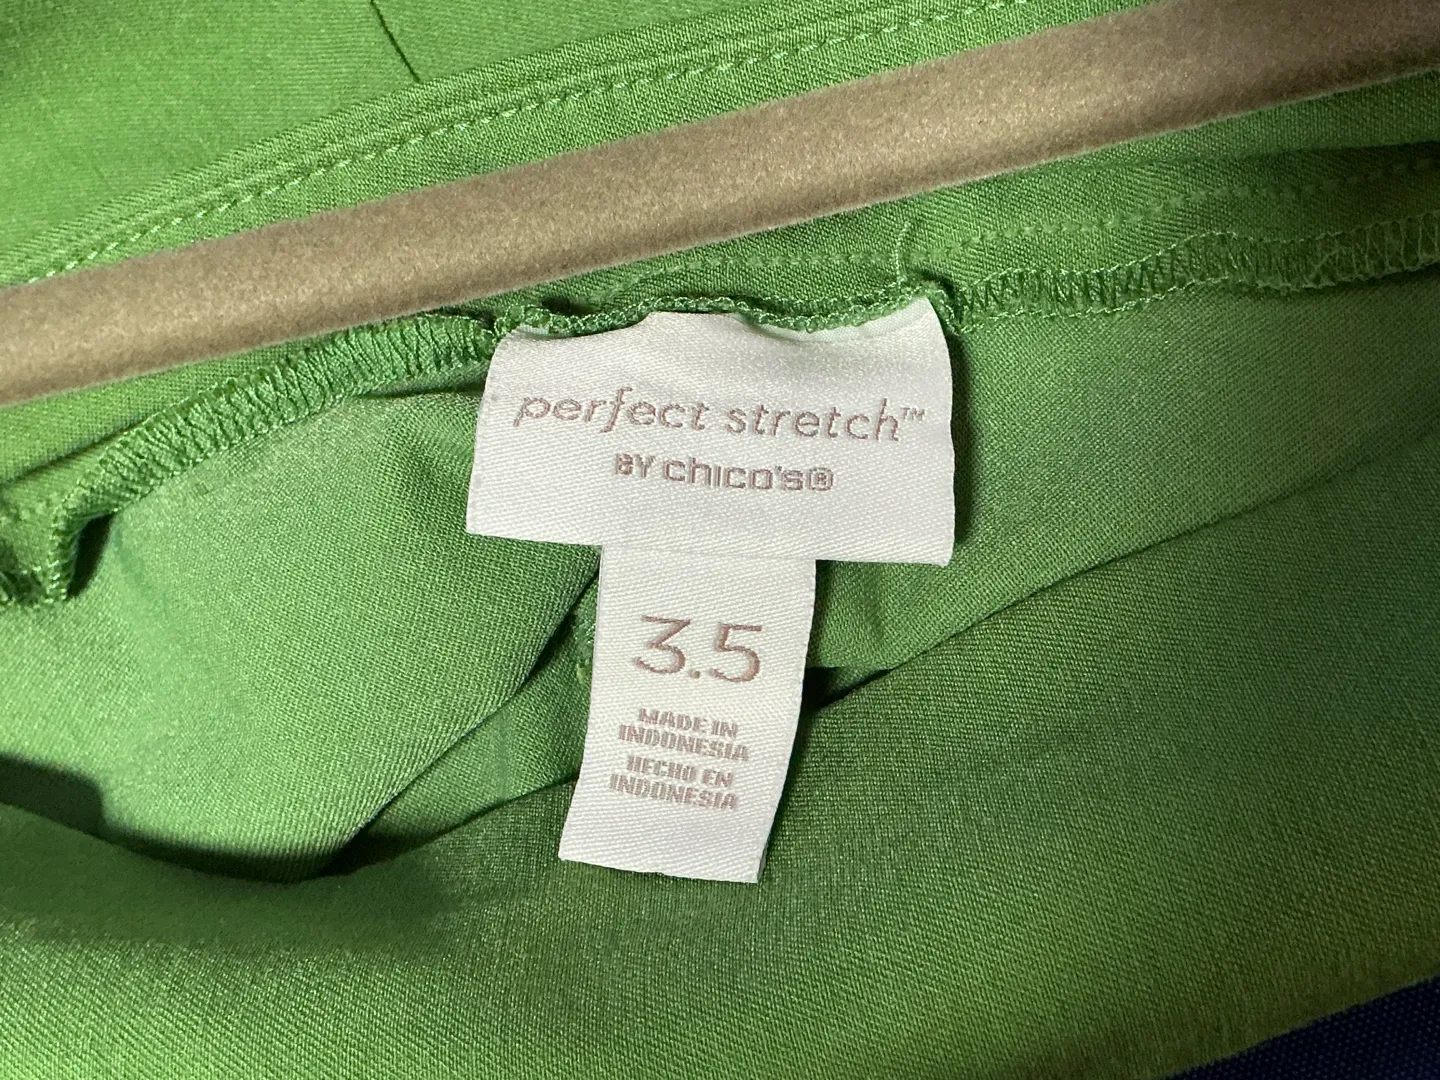 perfect stretch™
BY chico's®
3.5
MADE IN
INDONESIA
HECHO EN
INDONESIA